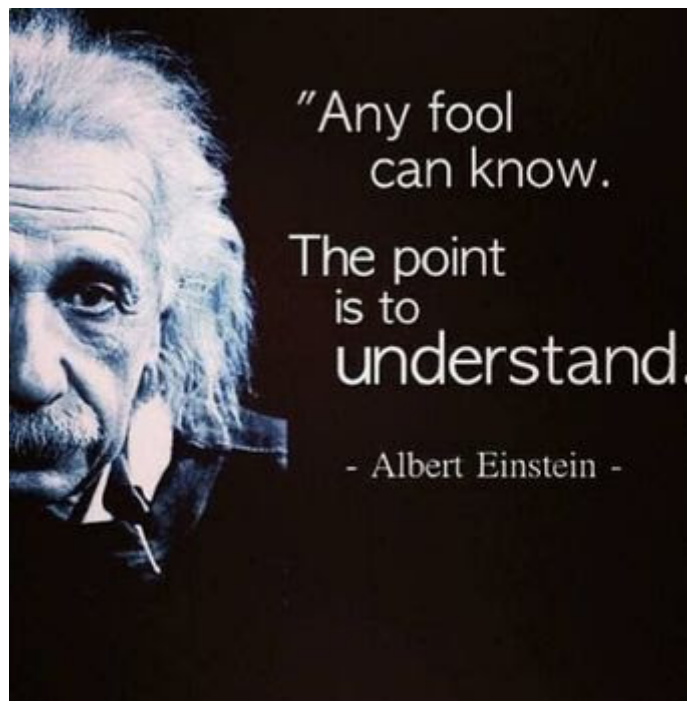 "Any fool
can know.
The point
is to
understand.
- Albert Einstein -